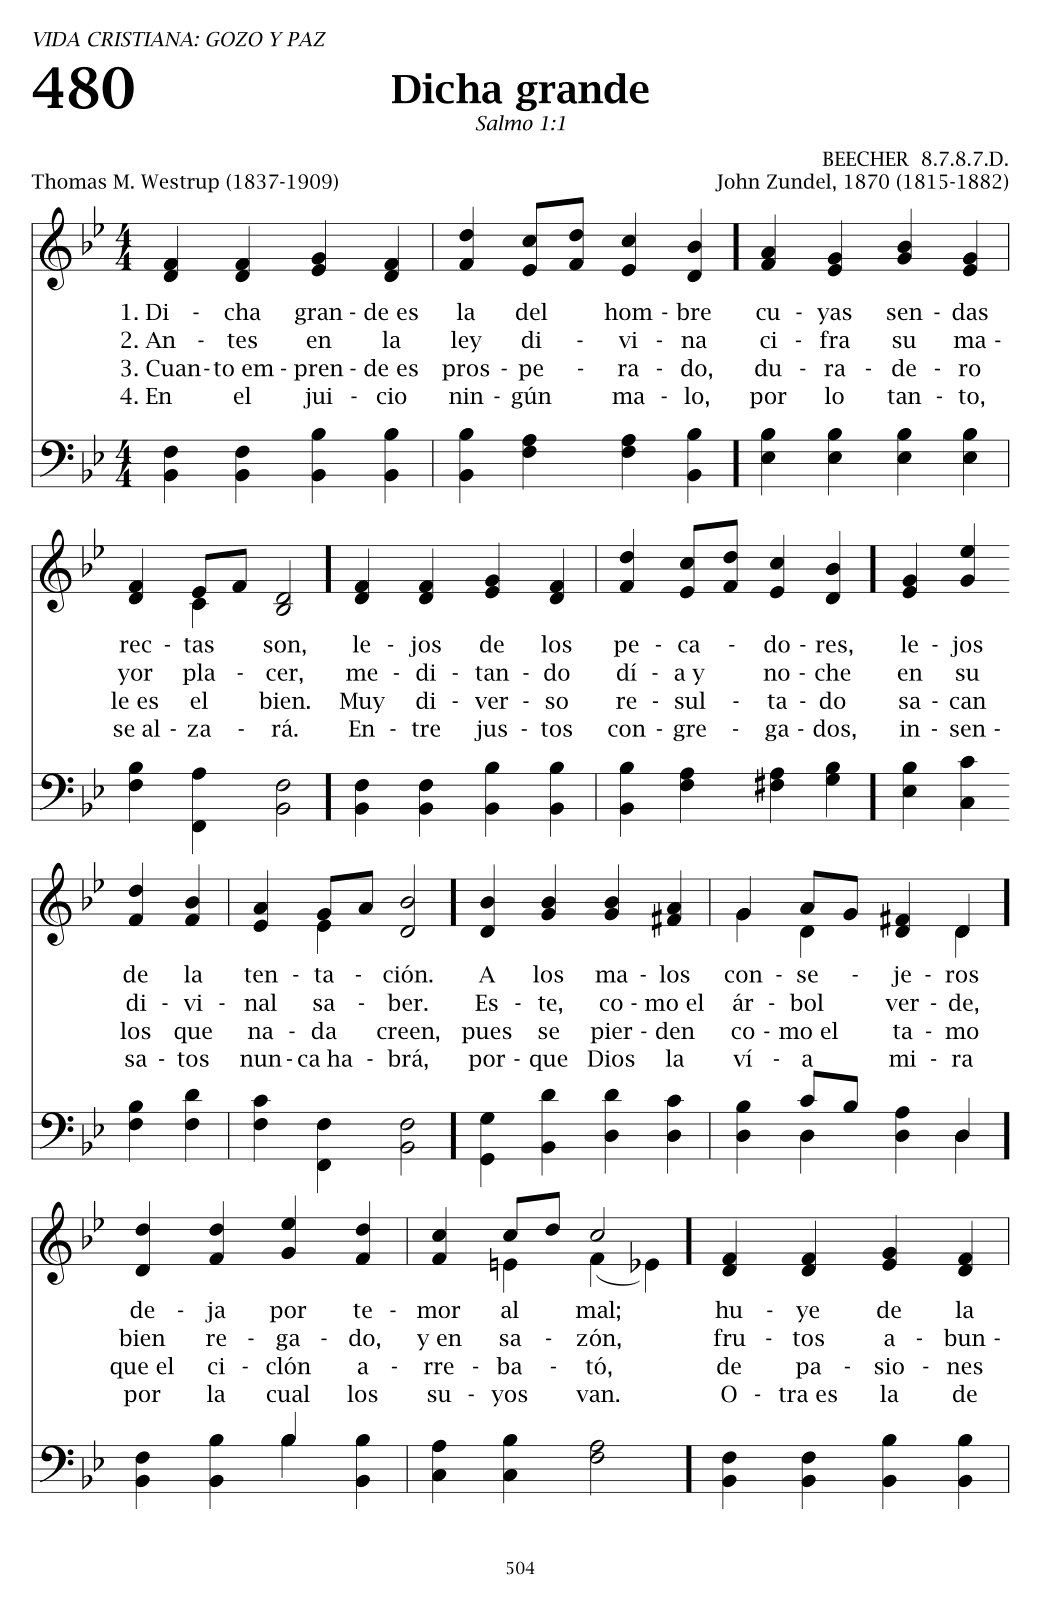 VIDA CRISTIANA: GOZO Y PAZ
480
Dicha grande
Salmo 1:1
BEECHER 8.7.8.7.D.
Thomas M. Westrup (1837-1909) John Zundel, 1870 (1815-1882)
1. Di - cha gran - de es la del hom - bre cu - yas sen - das
2. An - tes en la ley di - vi - na ci - fra su ma -
3. Cuan - to em - pren - de es pros - pe - ra - do, du - ra - de - ro
4. En el jui - cio nin - gún ma - lo, por lo tan - to,
rec - tas son, le - jos de los pe - ca - do - res, le - jos
yor pla - cer, me - di - tan - do dí - a y no - che en su
le es el bien. Muy di - ver - so re - sul - ta - do sa - can
se al - za - rá. En - tre jus - tos con - gre - ga - dos, in - sen -
de la ten - ta - ción. A los ma - los con - se - je - ros
di - vi - nal sa - ber. Es - te, co - mo el ár - bol ver - de,
los que na - da creen, pues se pier - den co - mo el ta - mo
sa - tos nun - ca ha - brá, por - que Dios la ví - a mi - ra
de - ja por te - mor al mal; hu - ye de la
bien re - ga - do, y en sa - zón, fru - tos a - bun -
que el ci - clón a - rre - ba - tó, de pa - sio - nes
por la cual los su - yos van. O - tra es la de
504